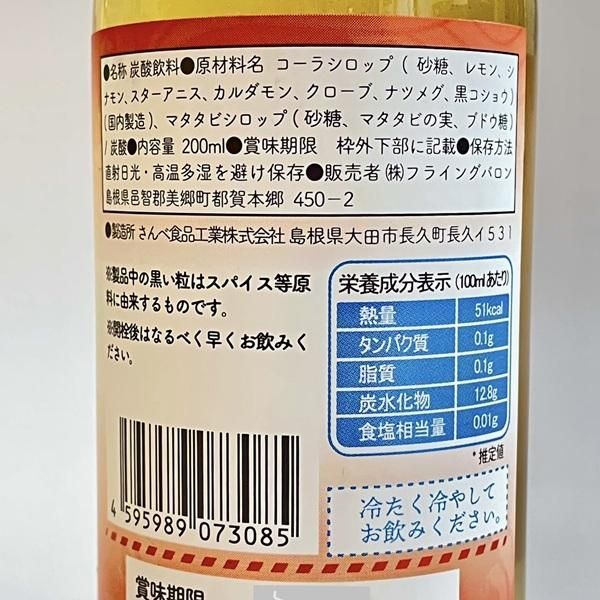 ●名称 炭酸飲料●原材料名 コーラシロップ(砂糖、レモン、シ
ナモン、スターアニス、カルダモン、クローブ、ナツメグ、黒コショウ)
(国内製造)、マタタビシロップ(砂糖、マタタビの実、ブドウ糖)
/炭酸●内容量 200ml●賞味期限 枠外下部に記載●保存方法
直射日光・高温多湿を避け保存●販売者 ㈱フライングバロン
島根県邑智郡美郷町都賀本郷 450-2
●製造所 さんべ食品工業株式会社 島根県大田市長久町長久イ531
※製品中の黒い粒はスパイス等原
料に由来するものです。
※開栓後はなるべく早くお飲みく
ださい。
栄養成分表示(100mlあたり)
熱量 51kcal
タンパク質 0.1g
脂質 0.1g
炭水化物 12.8g
食塩相当量 0.01g
*推定値
4 595989 073085
冷たく冷やして
お飲みください。
賞味期限